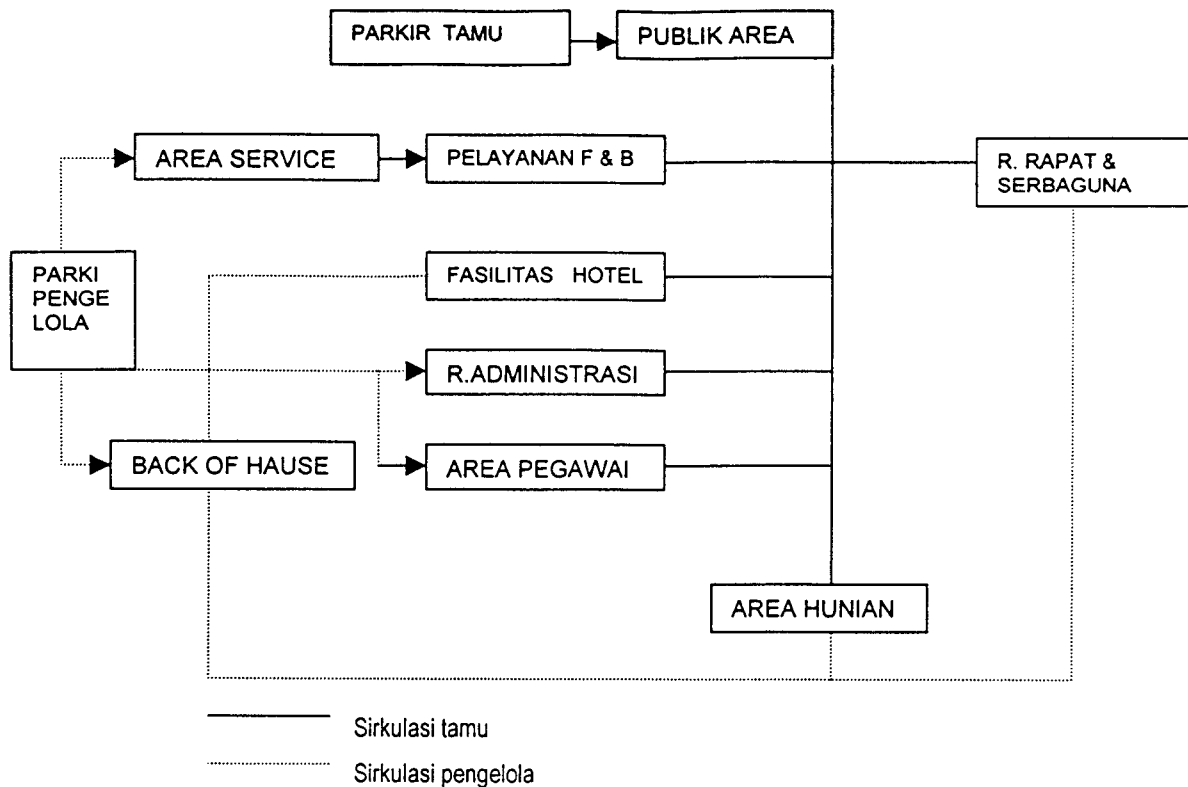 PARKIR TAMU
PUBLIK AREA
AREA SERVICE
PELAYANAN F & B
R. RAPAT &
SERBAGUNA
PARKI
PENGE
LOLA
FASILITAS HOTEL
R.ADMINISTRASI
BACK OF HAUSE
AREA PEGAWAI
AREA HUNIAN
Sirkulasi tamu
Sirkulasi pengelola